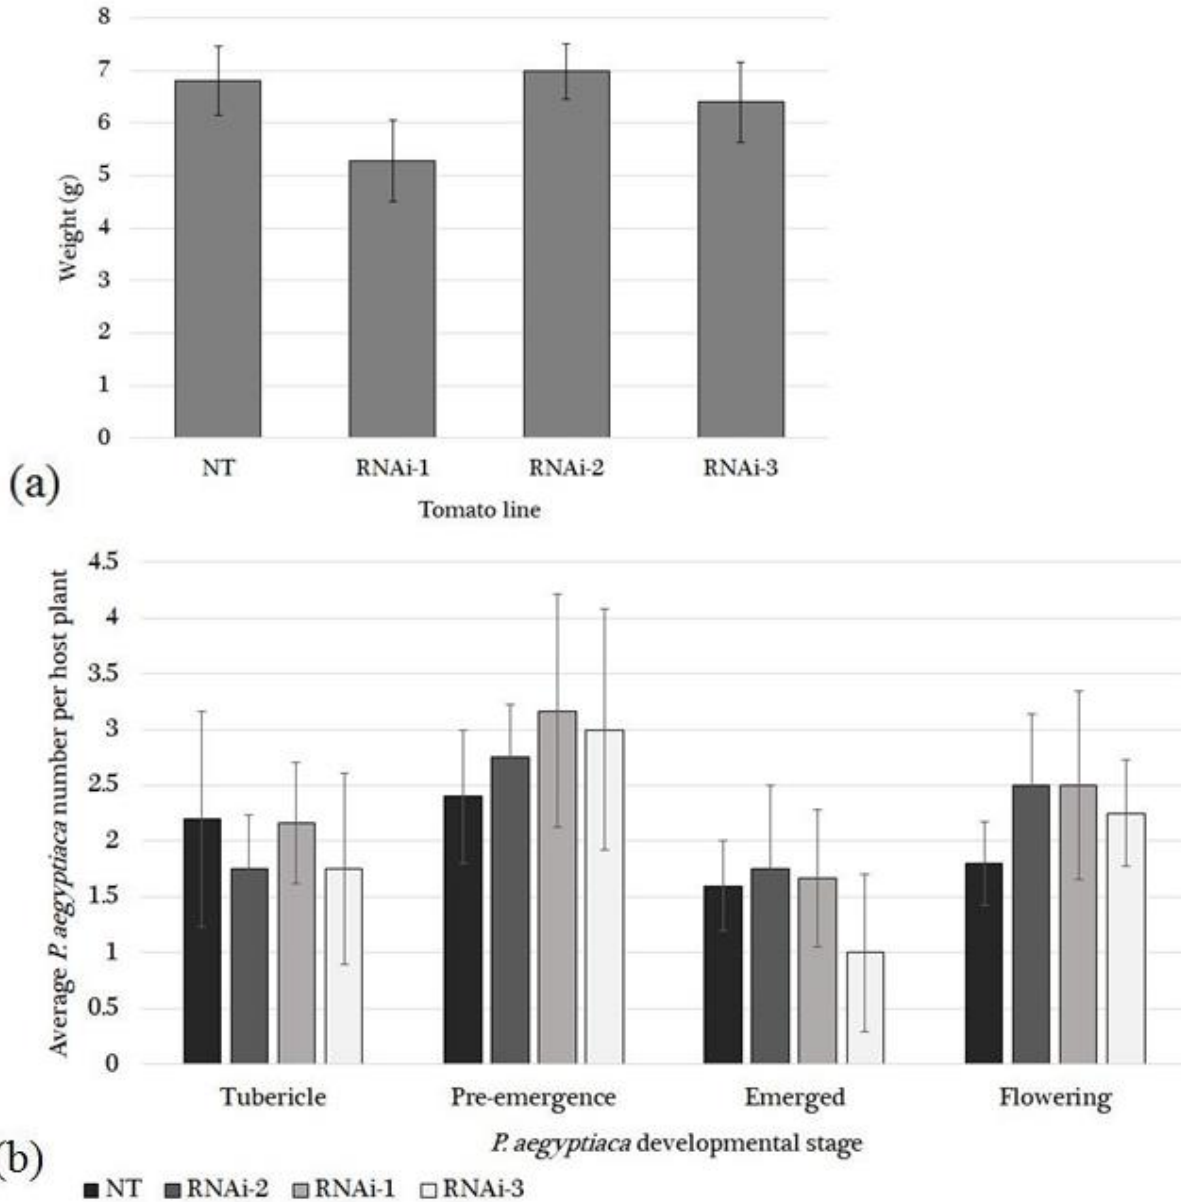 8
7
6
5
4
3
2
1
0
Weight (g)
NT RNAi-1 RNAi-2 RNAi-3
Tomato line
(a)
4.5
4
3.5
3
2.5
2
1.5
1
0.5
0
Average P. aegyptiaca number per host plant
Tubericle Pre-emergence Emerged Flowering
P. aegyptiaca developmental stage
(b)
NT RNAi-2 RNAi-1 RNAi-3